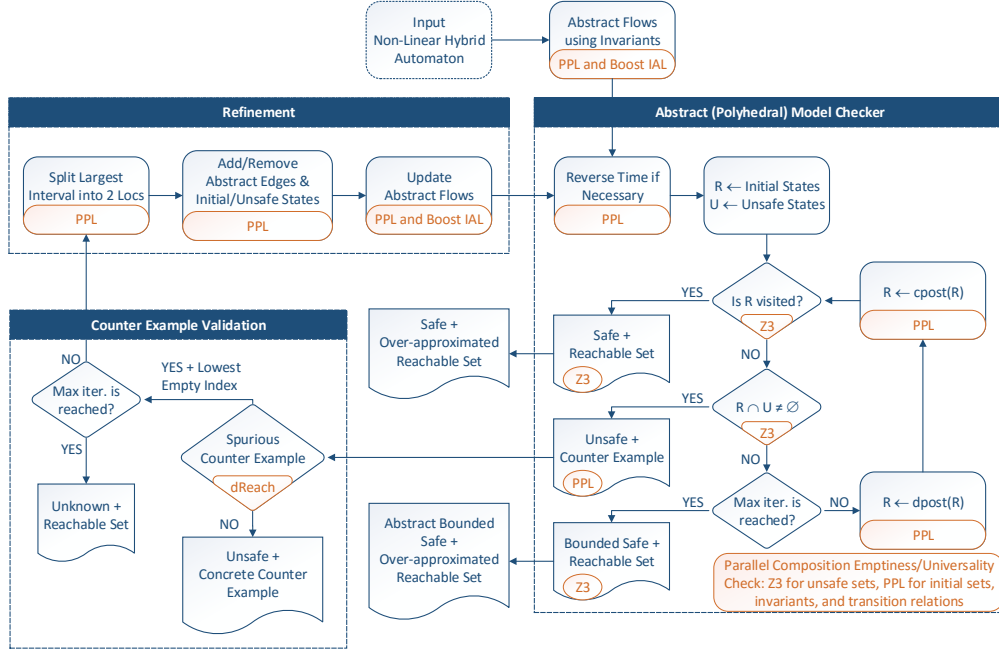 Input
Non-Linear Hybrid
Automaton
Abstract Flows
using Invariants
PPL and Boost IAL
Refinement
Split Largest
Interval into 2 Locs
PPL
Add/Remove
Abstract Edges &
Initial/Unsafe States
PPL
Update
Abstract Flows
PPL and Boost IAL
Abstract (Polyhedral) Model Checker
Reverse Time if
Necessary
PPL
R ← Initial States
U ← Unsafe States
Is R visited?
Z3
YES
NO
R ← cpost(R)
PPL
Safe +
Reachable Set
Z3
Safe +
Over-approximated
Reachable Set
R ∩ U ≠ ∅
Z3
YES
NO
Unsafe +
Counter Example
PPL
Max iter. is
reached?
YES
NO
R ← dpost(R)
PPL
Bounded Safe +
Reachable Set
Z3
Abstract Bounded
Safe +
Over-approximated
Reachable Set
Parallel Composition Emptiness/Universality
Check: Z3 for unsafe sets, PPL for initial sets,
invariants, and transition relations
Counter Example Validation
NO
Max iter. is
reached?
YES + Lowest
Empty Index
YES
Unknown +
Reachable Set
Spurious
Counter Example
dReach
NO
Unsafe +
Concrete Counter
Example